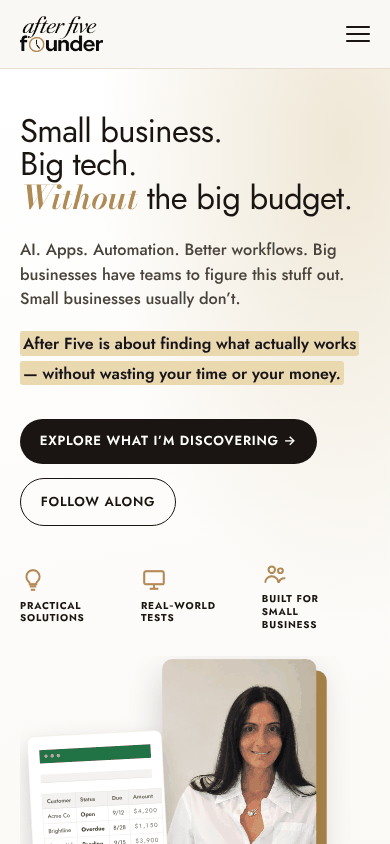 after five
founder
Small business.
Big tech.
Without the big budget.
AI. Apps. Automation. Better workflows. Big
businesses have teams to figure this stuff out.
Small businesses usually don’t.
After Five is about finding what actually works
— without wasting your time or your money.
EXPLORE WHAT I’M DISCOVERING →
FOLLOW ALONG
PRACTICAL
SOLUTIONS
REAL-WORLD
TESTS
BUILT FOR
SMALL
BUSINESS
Customer Status Due Amount
Acme Co Open 9/12 $4,200
Brightline Overdue 8/28 $1,150
Pending 9/15 $3,900